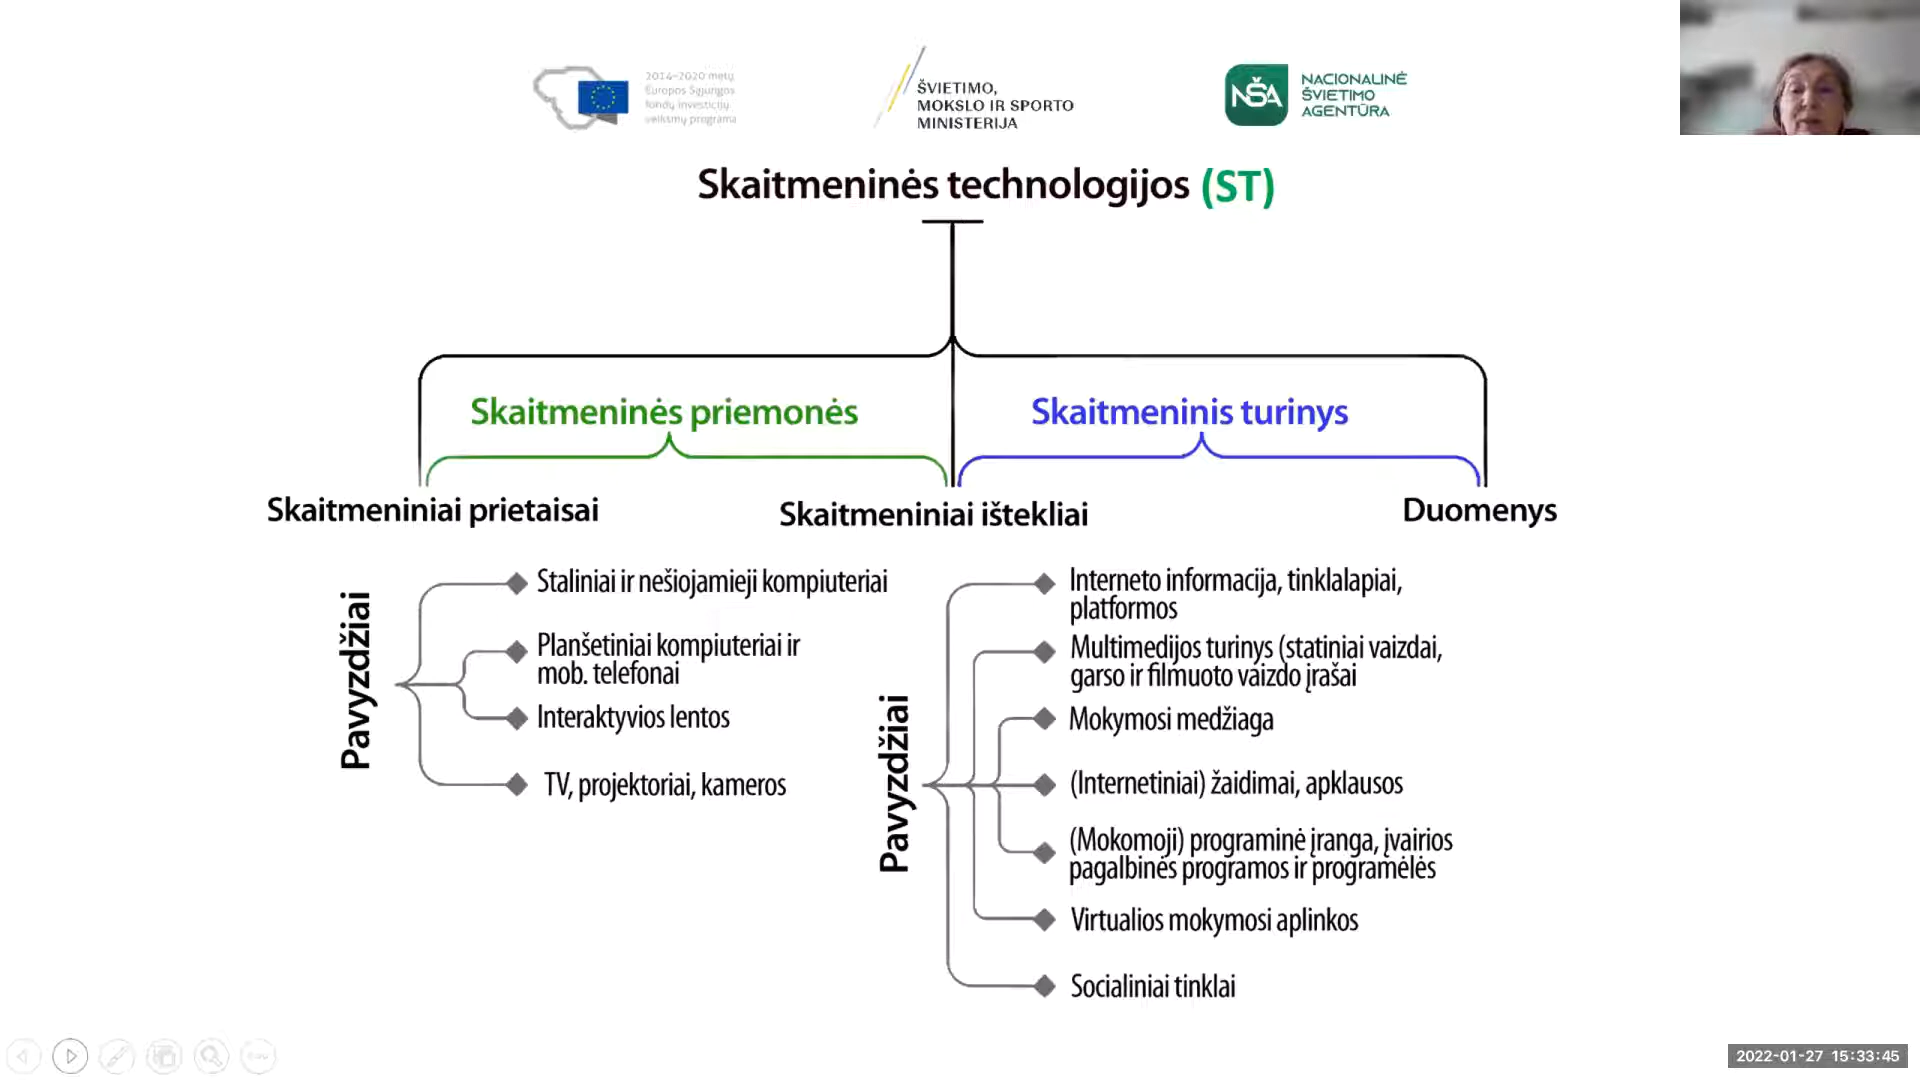 2014–2020 metų
Europos Sąjungos
fondų investicijų
veiksmų programa
ŠVIETIMO,
MOKSLO IR SPORTO
MINISTERIJA
NŠA
NACIONALINĖ
ŠVIETIMO
AGENTŪRA
Skaitmeninės technologijos (ST)
Skaitmeninės priemonės
Skaitmeninis turinys
Skaitmeniniai prietaisai
Skaitmeniniai ištekliai
Duomenys
Pavyzdžiai
Staliniai ir nešiojamieji kompiuteriai
Planšetiniai kompiuteriai ir
mob. telefonai
Interaktyvios lentos
TV, projektoriai, kameros
Pavyzdžiai
Interneto informacija, tinklalapiai,
platformos
Multimedijos turinys (statiniai vaizdai,
garso ir filmuoto vaizdo įrašai
Mokymosi medžiaga
(Internetiniai) žaidimai, apklausos
(Mokomoji) programinė įranga, įvairios
pagalbinės programos ir programėlės
Virtualios mokymosi aplinkos
Socialiniai tinklai
2022-01-27 15:33:45